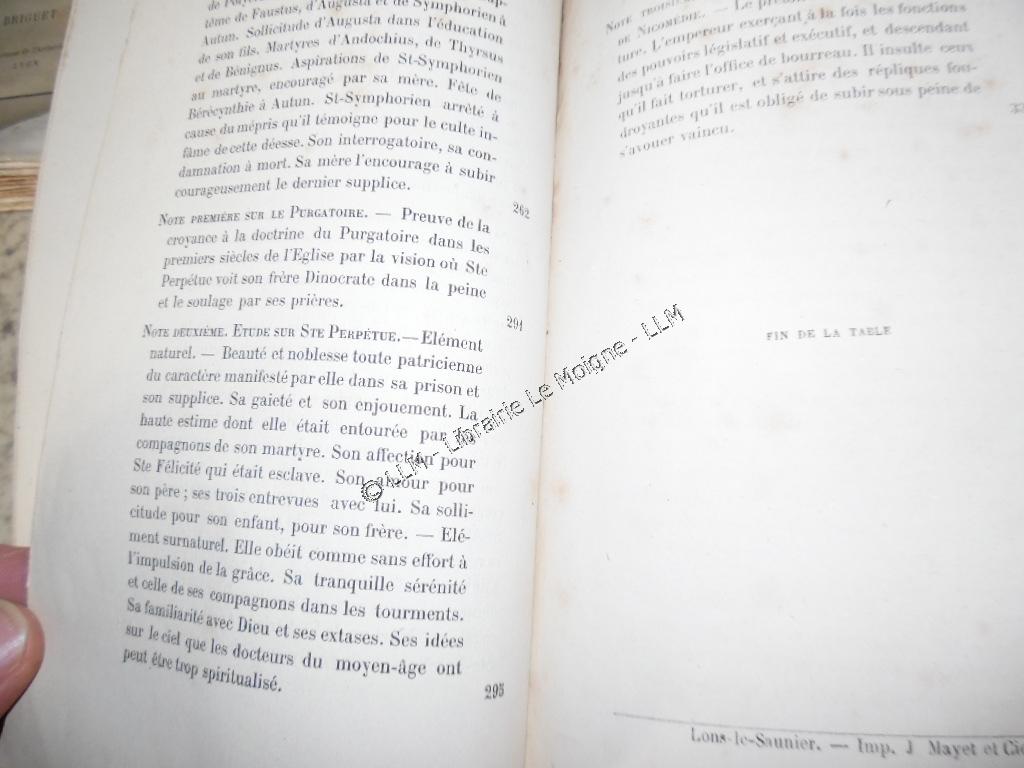 BRIGUET
LYON
tême de Faustus, d'Augusta et de Symphorien à
Autun. Sollicitude d'Augusta dans l'éducation
de son fils. Martyres d'Andochius, de Thyrsus
et de Bénignus. Aspirations de St-Symphorien
au martyre, encouragé par sa mère. Fête de
Bérécynthie à Autun. St-Symphorien arrêté à
cause du mépris qu'il témoigne pour le culte in-
fâme de cette déesse. Son interrogatoire, sa con-
damnation à mort. Sa mère l'encourage à subir
courageusement le dernier supplice.
262
NOTE PREMIÈRE SUR LE PURGATOIRE. — Preuve de la
croyance à la doctrine du Purgatoire dans les
premiers siècles de l'Eglise par la vision où Ste
Perpétue voit son frère Dinocrate dans la peine
et le soulage par ses prières.
291
NOTE DEUXIÈME. ETUDE SUR STE PERPÉTUE.—Elément
naturel. — Beauté et noblesse toute patricienne
du caractère manifesté par elle dans sa prison et
son supplice. Sa gaieté et son enjouement. La
haute estime dont elle était entourée par
compagnons de son martyre. Son affection pour
Ste Félicité qui était esclave. Son amour pour
son père ; ses trois entrevues avec lui. Sa solli-
citude pour son enfant, pour son frère. — Elé-
ment surnaturel. Elle obéit comme sans effort à
l'impulsion de la grâce. Sa tranquille sérénité
et celle de ses compagnons dans les tourments.
Sa familiarité avec Dieu et ses extases. Ses idées
sur le ciel que les docteurs du moyen-âge ont
peut être trop spiritualisé.
295
NOTE
DE NICOMÉDIE. — Le
ture. L'empereur exerçant à la fois les fonctions
des pouvoirs législatif et exécutif, et descendant
jusqu'à faire l'office de bourreau. Il insulte ceux
qu'il fait torturer, et s'attire des répliques fou-
droyantes qu'il est obligé de subir sous peine de
s'avouer vaincu.
FIN DE LA TABLE
Lons-le-Saunier. — Imp. J Mayet et Cie
© LLM - Librairie Le Moigne - LLM